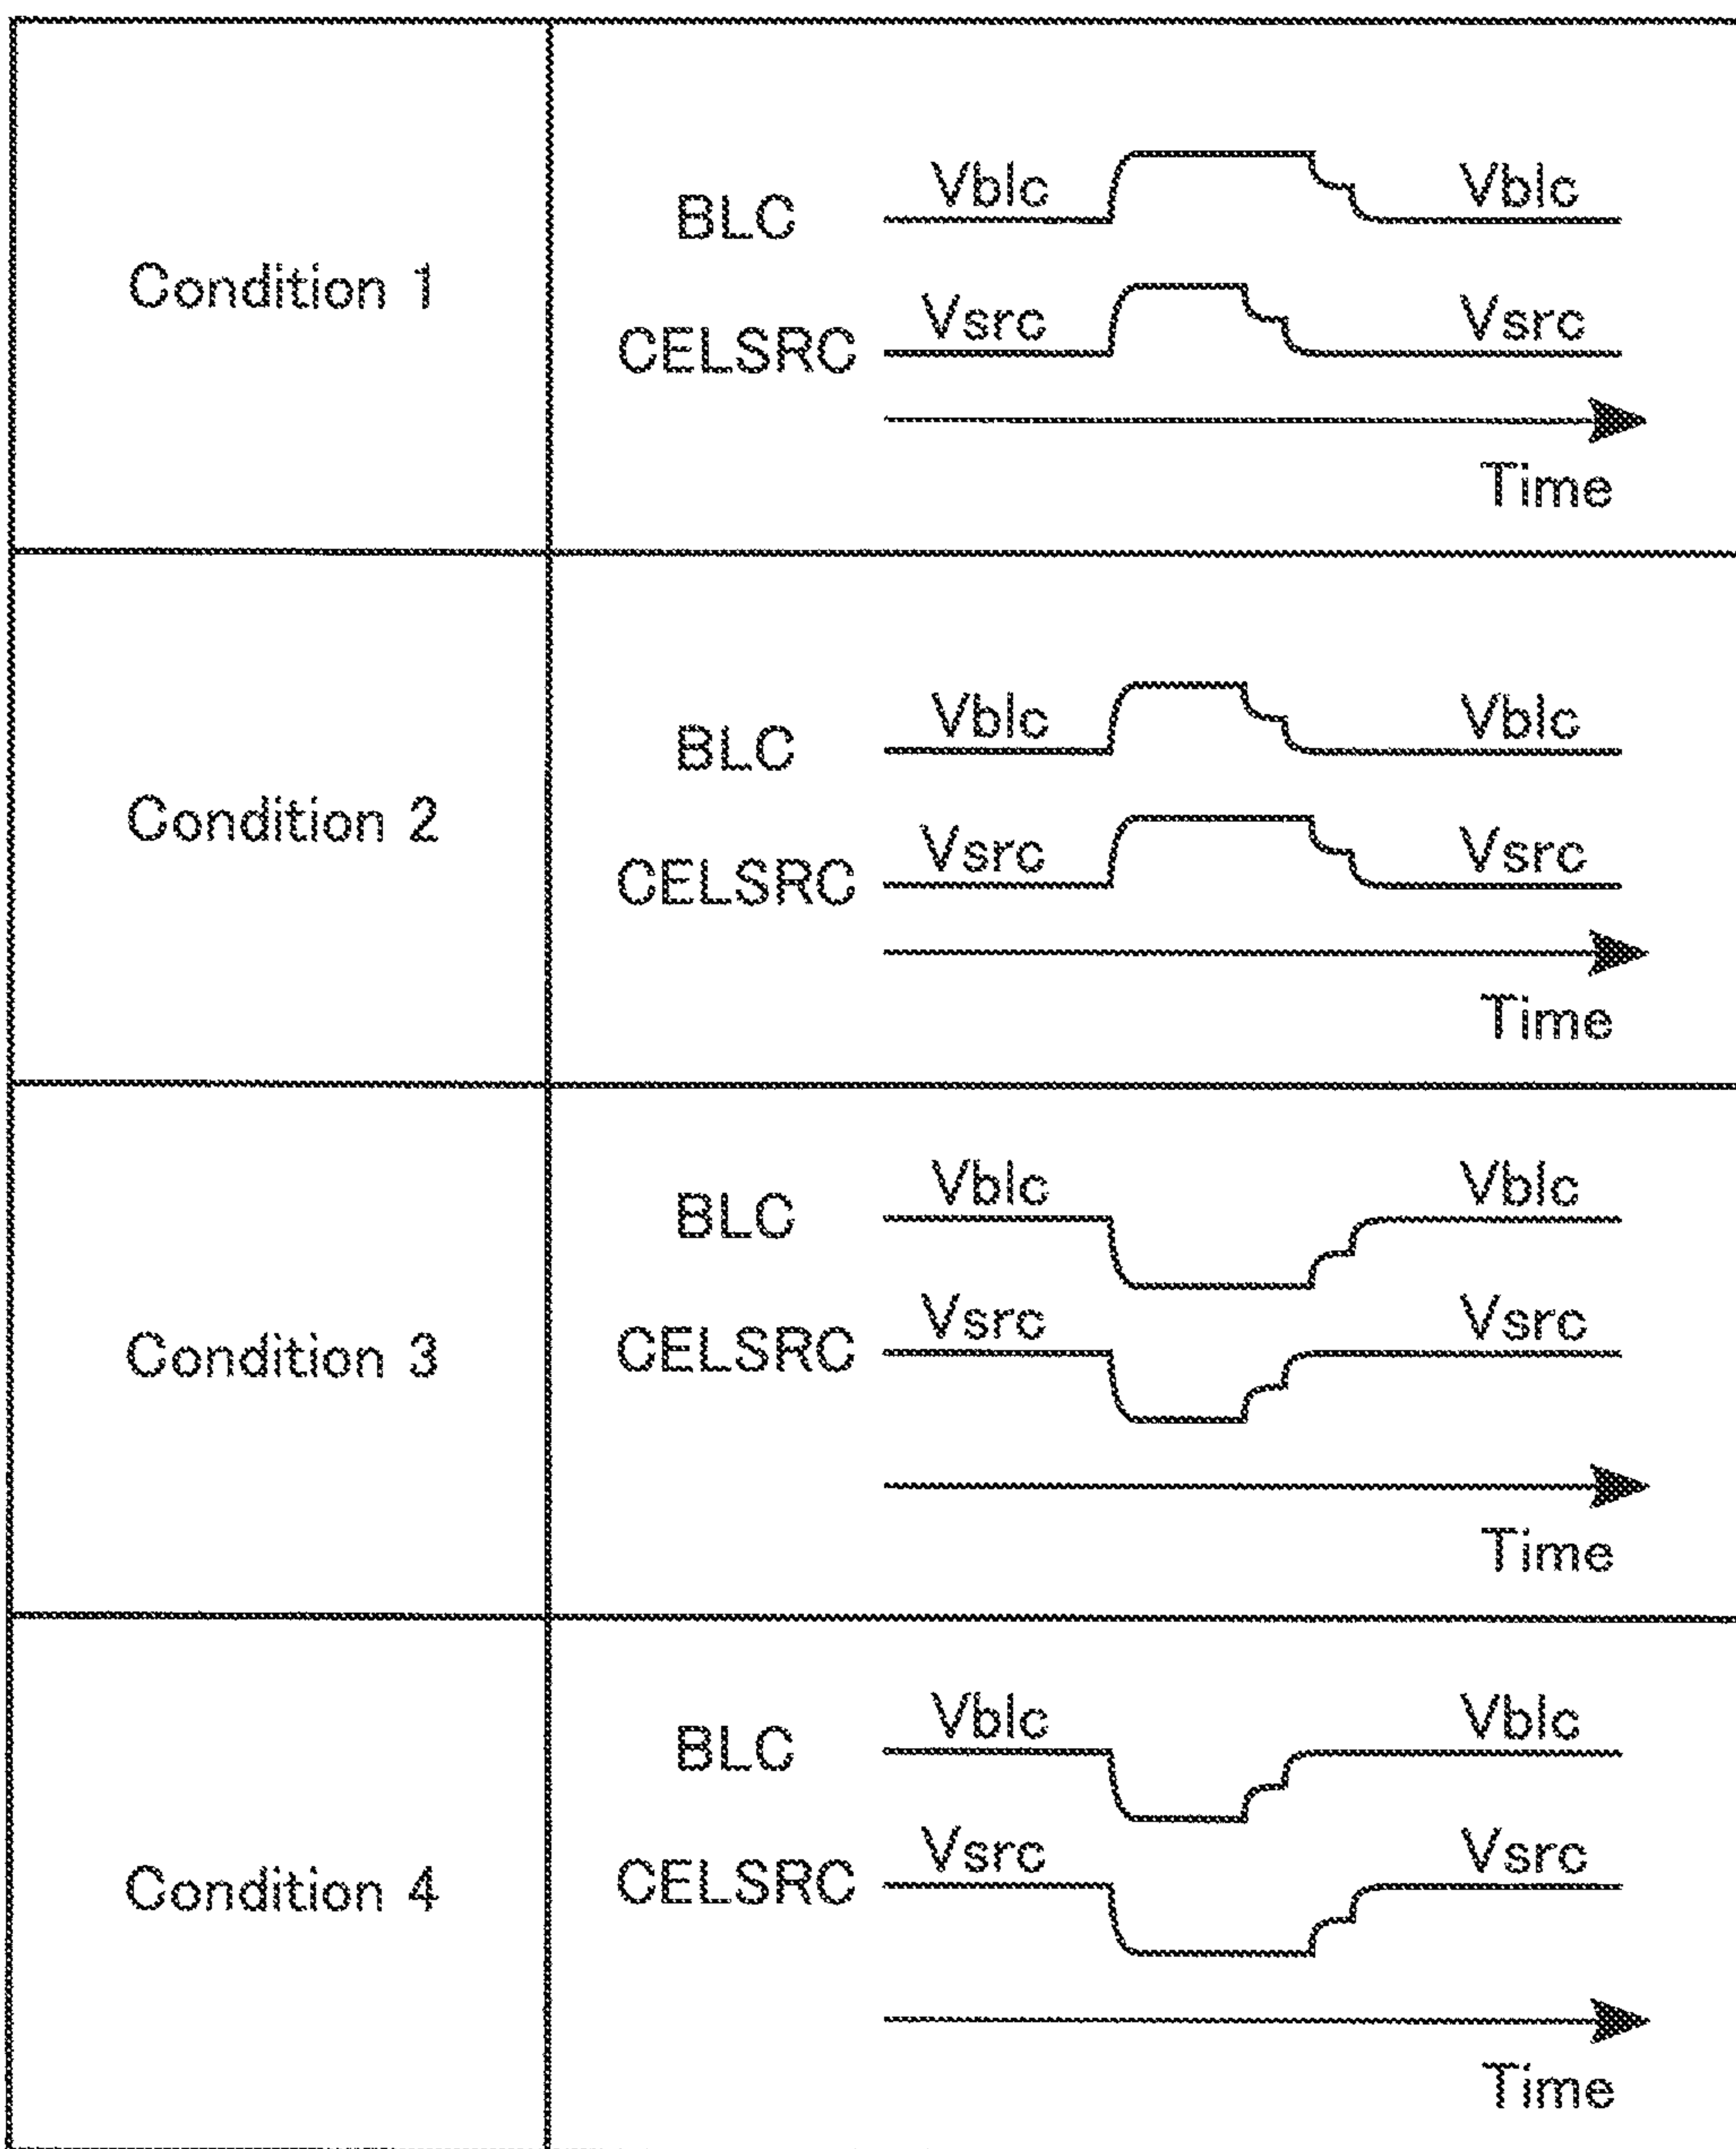 Condition 1
BLC Vblc Vblc
CELSRC Vsrc Vsrc
Time
Condition 2
BLC Vblc Vblc
CELSRC Vsrc Vsrc
Time
Condition 3
BLC Vblc Vblc
CELSRC Vsrc Vsrc
Time
Condition 4
BLC Vblc Vblc
CELSRC Vsrc Vsrc
Time